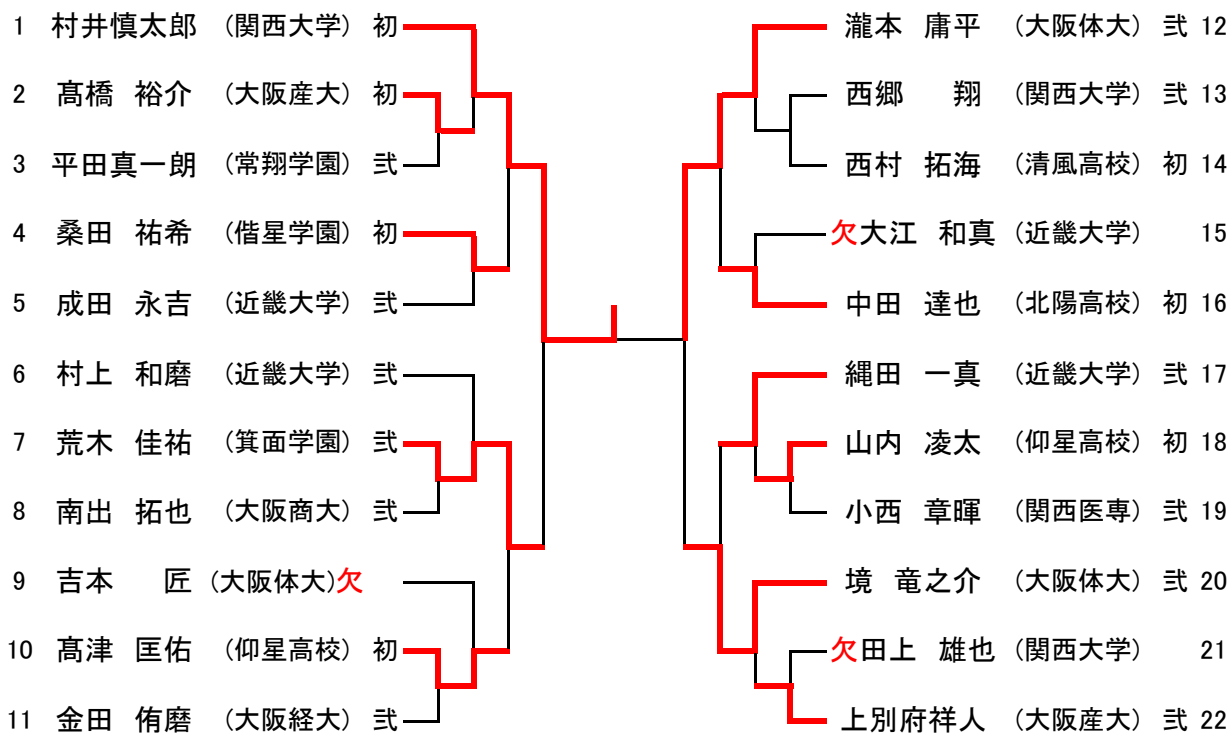 1 村井慎太郎 (関西大学) 初
2 髙橋 裕介 (大阪産大) 初
3 平田真一朗 (常翔学園) 弐
4 桑田 祐希 (偕星学園) 初
5 成田 永吉 (近畿大学) 弐
6 村上 和磨 (近畿大学) 弐
7 荒木 佳祐 (箕面学園) 弐
8 南出 拓也 (大阪商大) 弐
9 吉本 匠 (大阪体大) 欠
10 髙津 匡佑 (仰星高校) 初
11 金田 侑磨 (大阪経大) 弐
瀧本 庸平 (大阪体大) 弐 12
西郷 翔 (関西大学) 弐 13
西村 拓海 (清風高校) 初 14
欠大江 和真 (近畿大学) 15
中田 達也 (北陽高校) 初 16
縄田 一真 (近畿大学) 弐 17
山内 凌太 (仰星高校) 初 18
小西 章暉 (関西医専) 弐 19
境 竜之介 (大阪体大) 弐 20
欠田上 雄也 (関西大学) 21
上別府祥人 (大阪産大) 弐 22